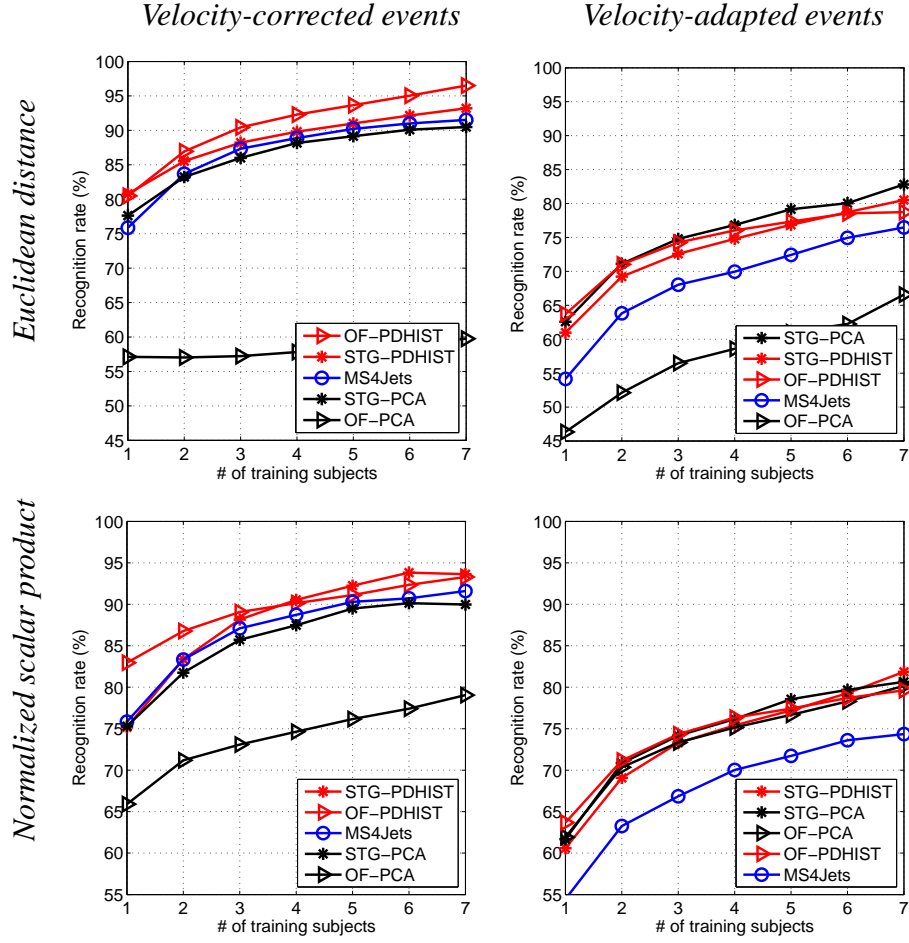 Velocity-corrected events
Velocity-adapted events
Euclidean distance
Recognition rate (%)
100
95
90
85
80
75
70
65
60
55
50
45
OF-PDHIST
STG-PDHIST
MS4Jets
STG-PCA
OF-PCA
1 2 3 4 5 6 7
# of training subjects
Recognition rate (%)
100
95
90
85
80
75
70
65
60
55
50
45
STG-PCA
STG-PDHIST
OF-PDHIST
MS4Jets
OF-PCA
1 2 3 4 5 6 7
# of training subjects
Normalized scalar product
Recognition rate (%)
100
95
90
85
80
75
70
65
60
55
STG-PDHIST
OF-PDHIST
MS4Jets
STG-PCA
OF-PCA
1 2 3 4 5 6 7
# of training subjects
Recognition rate (%)
100
95
90
85
80
75
70
65
60
55
STG-PDHIST
STG-PCA
OF-PCA
OF-PDHIST
MS4Jets
1 2 3 4 5 6 7
# of training subjects